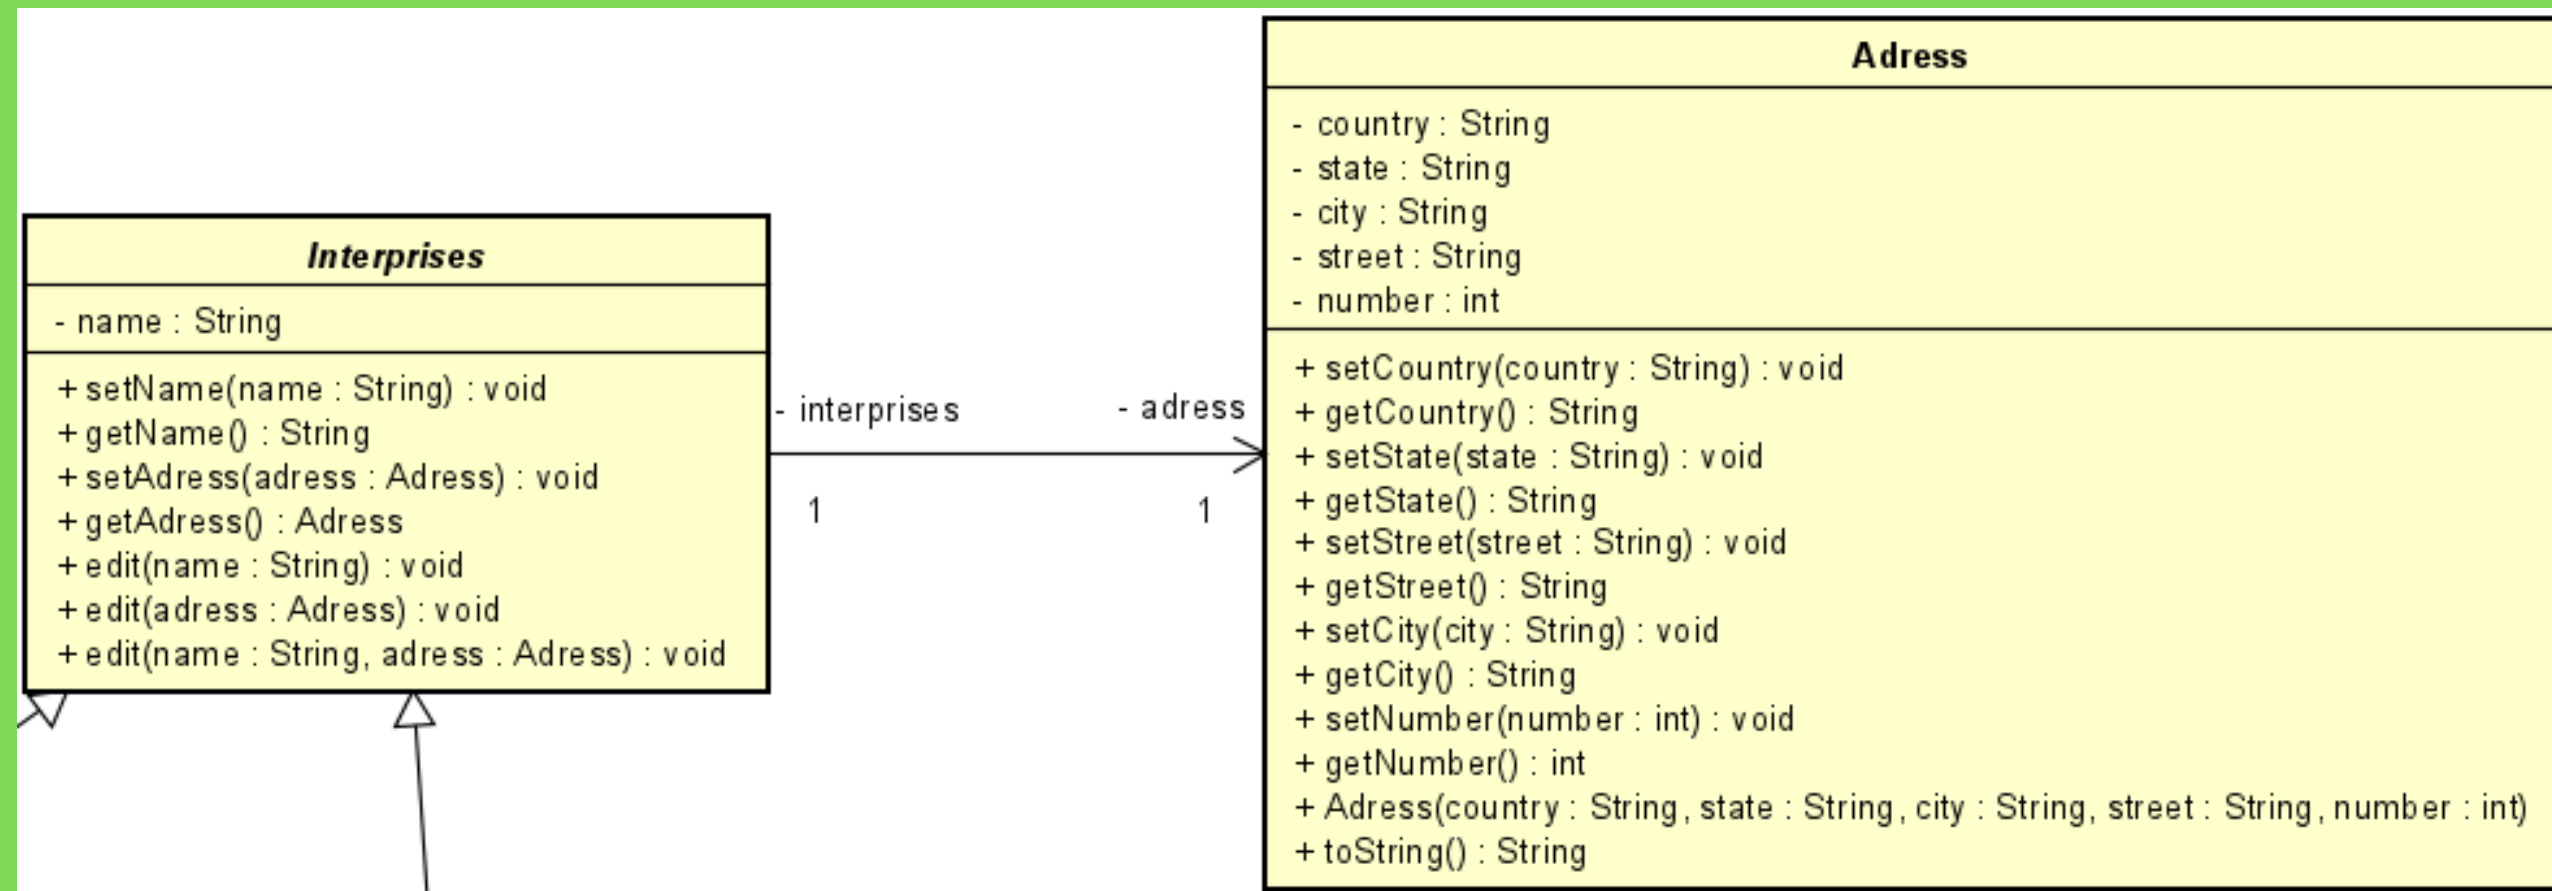 Interprises
- name : String
+ setName(name : String) : void
+ getName() : String
+ setAdress(adress : Adress) : void
+ getAdress() : Adress
+ edit(name : String) : void
+ edit(adress : Adress) : void
+ edit(name : String, adress : Adress) : void
- interprises
1
- adress
1
Adress
- country : String
- state : String
- city : String
- street : String
- number : int
+ setCountry(country : String) : void
+ getCountry() : String
+ setState(state : String) : void
+ getState() : String
+ setStreet(street : String) : void
+ getStreet() : String
+ setCity(city : String) : void
+ getCity() : String
+ setNumber(number : int) : void
+ getNumber() : int
+ Adress(country : String, state : String, city : String, street : String, number : int)
+ toString() : String